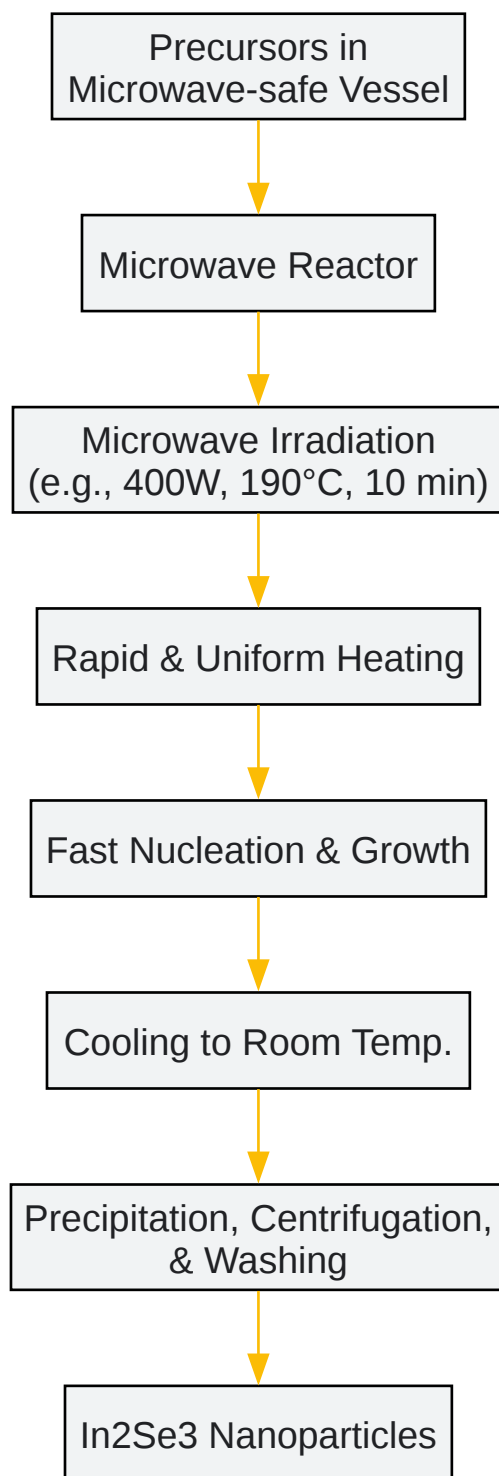 Precursors in
Microwave-safe Vessel
Microwave Reactor
Microwave Irradiation
(e.g., 400W, 190°C, 10 min)
Rapid & Uniform Heating
Fast Nucleation & Growth
Cooling to Room Temp.
Precipitation, Centrifugation,
& Washing
In2Se3 Nanoparticles